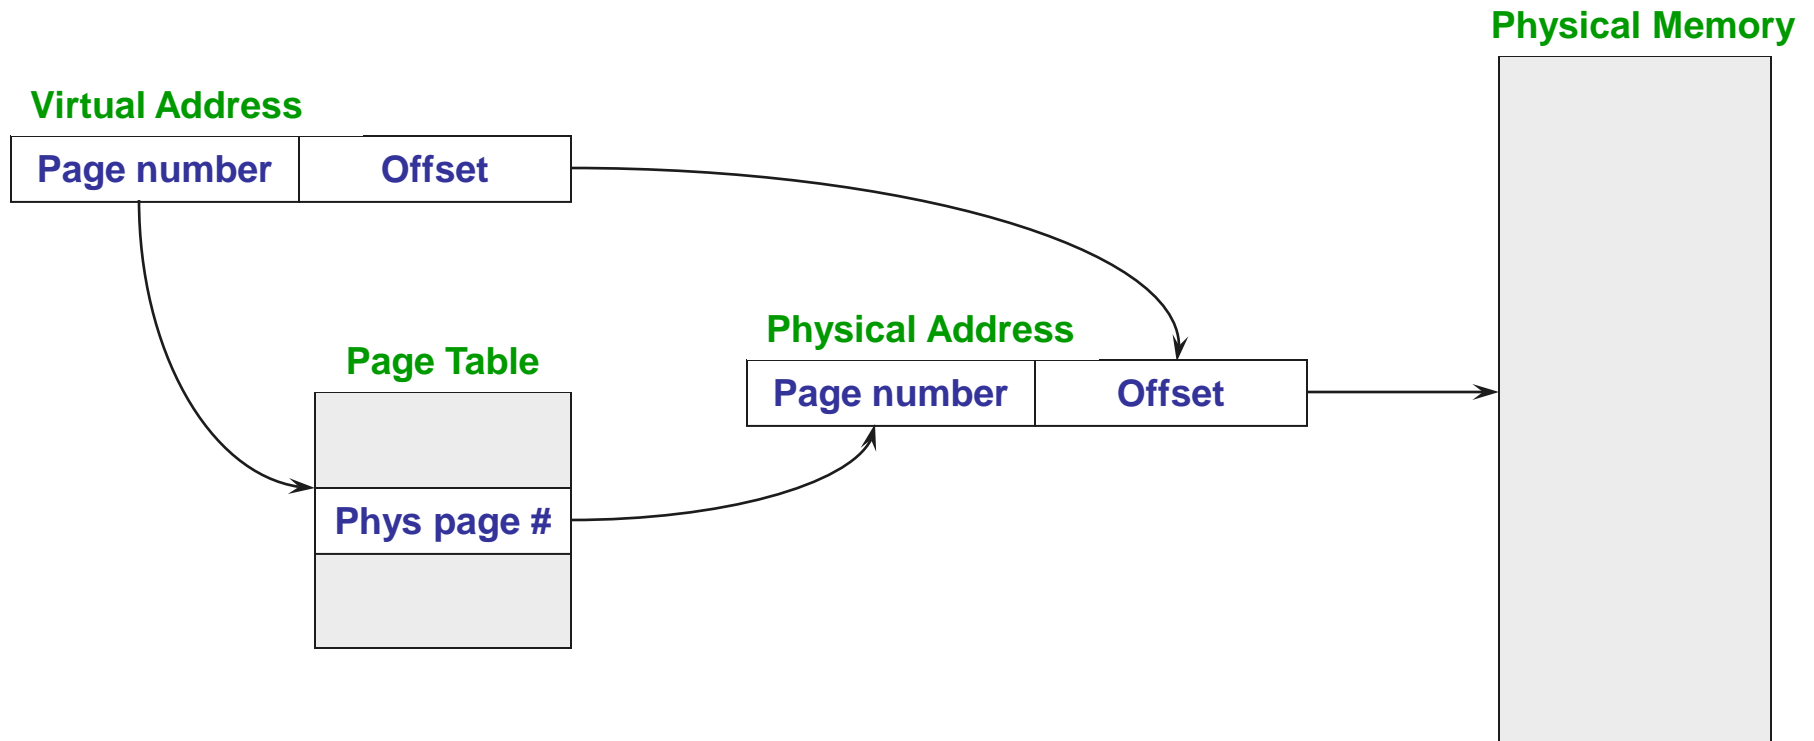 Physical Memory
Virtual Address
Page number
Offset
Physical Address
Page Table
Page number
Offset
Phys page #